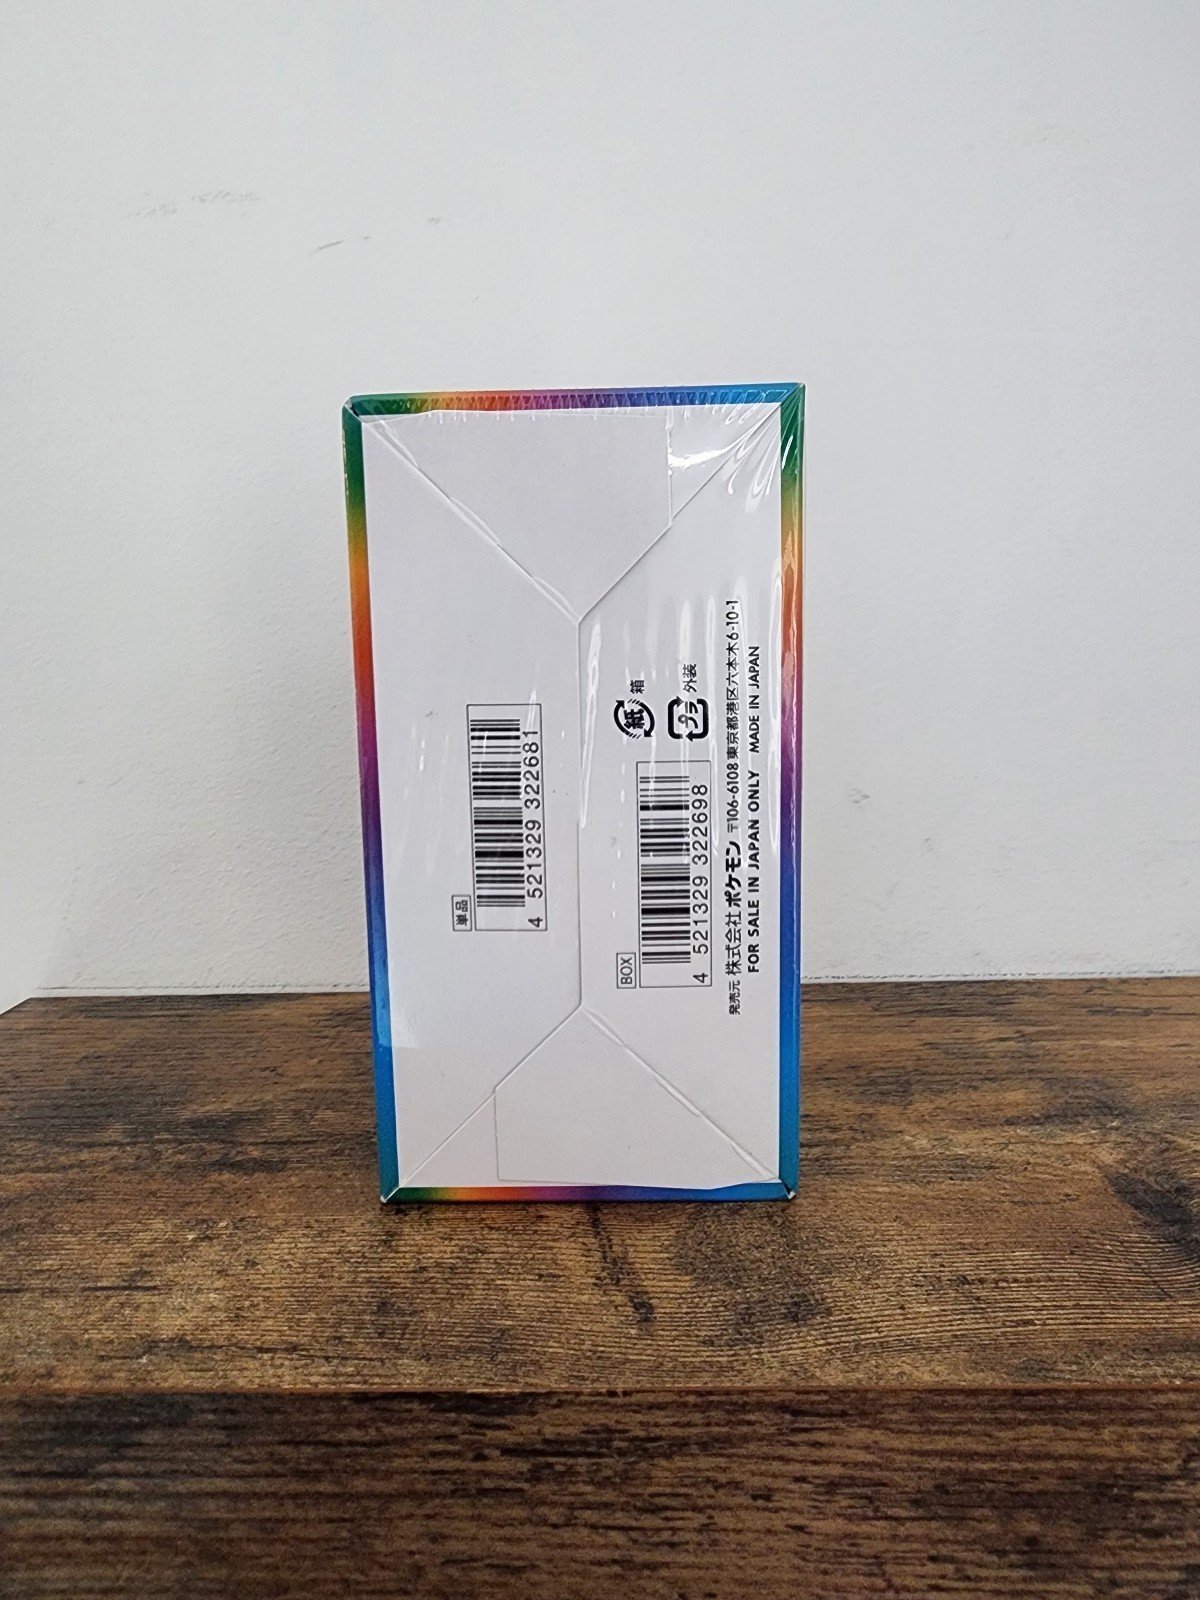 単品
4 521329 322681
BOX
4 521329 322698
紙 箱
プラ 外装
発売元 株式会社 ポケモン 〒106-6108 東京都港区六本木6-10-1
FOR SALE IN JAPAN ONLY MADE IN JAPAN